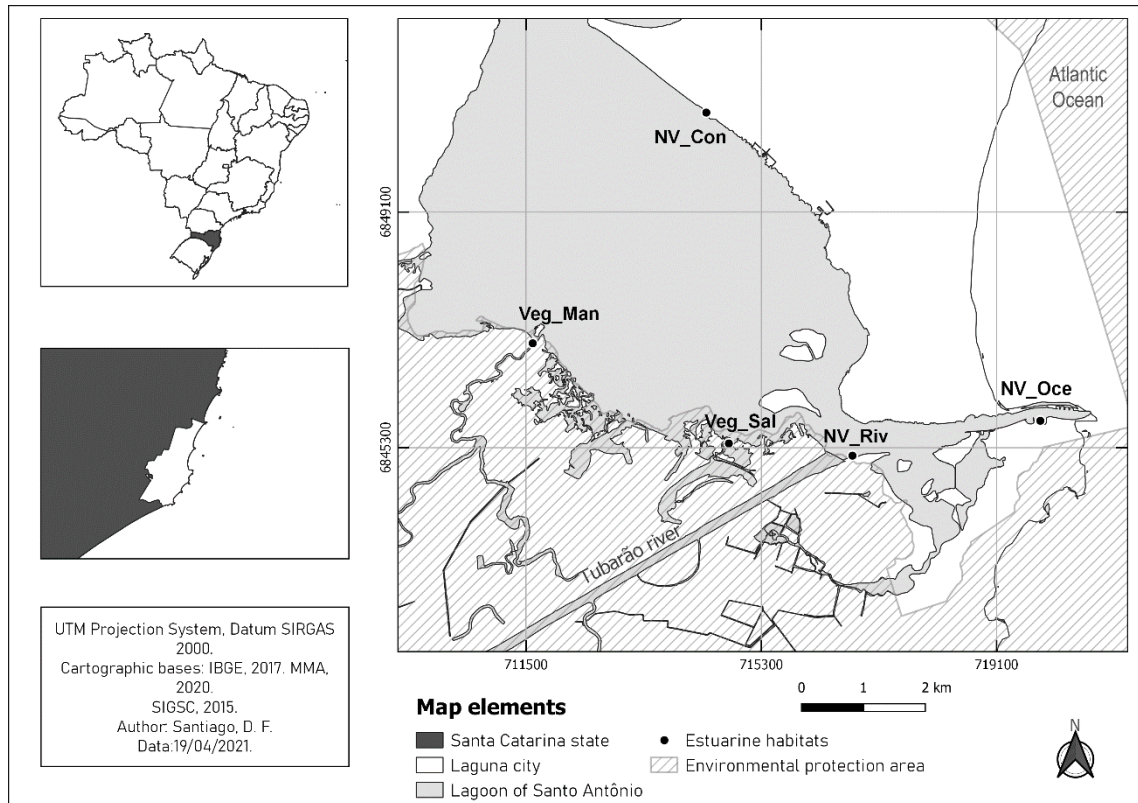 Atlantic
Ocean
NV_Con
6849100
Veg_Man
NV_Oce
Veg_Sal
NV_Riv
6845300
Tubarão river
711500
715300
719100
UTM Projection System, Datum SIRGAS
2000.
Cartographic bases: IBGE, 2017. MMA,
2020.
SIGSC, 2015.
Author: Santiago, D. F.
Data:19/04/2021.
0 1 2 km
Map elements
Santa Catarina state
Laguna city
Lagoon of Santo Antônio
Estuarine habitats
Environmental protection area
N